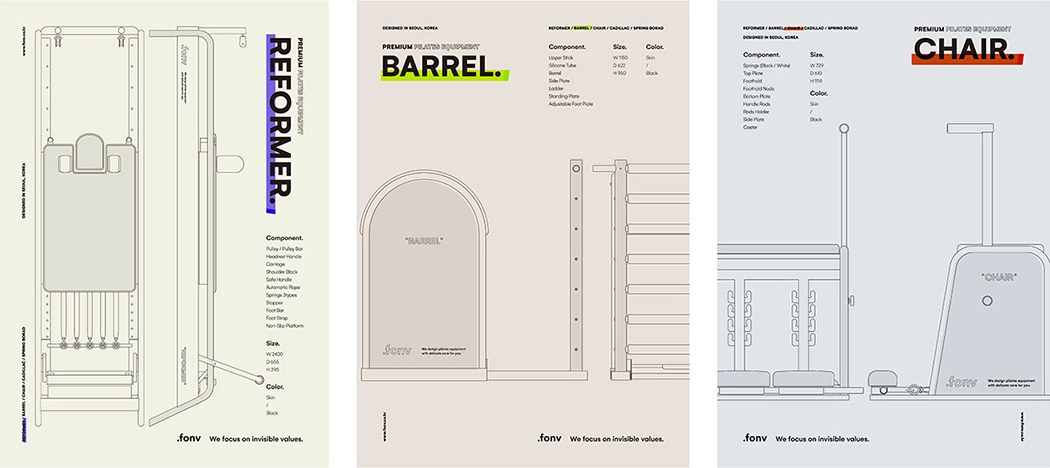 www.fonv.co.kr
DESIGNED IN SEOUL, KOREA
REFORMER / BARREL / CHAIR / CADILLAC / SPRING BORAD
PREMIUM PILATES EQUIPMENT
REFORMER.
Component.
Pulley / Pulley Bar
Headrest Handle
Carriage
Shoulder Block
Safe Handle
Automatic Rope
Springs 3types
Stopper
Foot Bar
Foot Strap
Non-Slip Platform
Size.
W 2400
D 655
H 395
Color.
Skin
/
Black
.fonv
"REFORMER"
.fonv We focus on invisible values.
DESIGNED IN SEOUL, KOREA
REFORMER / BARREL / CHAIR / CADILLAC / SPRING BORAD
PREMIUM PILATES EQUIPMENT
BARREL.
Component.
Upper Brick
Silicone Tube
Barrel
Side Plate
Ladder
Standing Plate
Adjustable Foot Plate
Size.
W 1150
D 622
H 950
Color.
Skin
/
Black
"BARREL"
.fonv
We design pilates equipment
with delicate care for you.
www.fonv.co.kr
.fonv We focus on invisible values.
REFORMER / BARREL / CHAIR / CADILLAC / SPRING BORAD
DESIGNED IN SEOUL, KOREA
PREMIUM PILATES EQUIPMENT
CHAIR.
Component.
Springs (Black / White)
Top Plate
Foothold
Foothold Nods
Bottom Plate
Handle Rods
Rods Holder
Side Plate
Caster
Size.
W 729
D 610
H 1114
Color.
Skin
/
Black
"CHAIR"
.fonv
We design pilates equipment
with delicate care for you.
www.fonv.co.kr
.fonv We focus on invisible values.